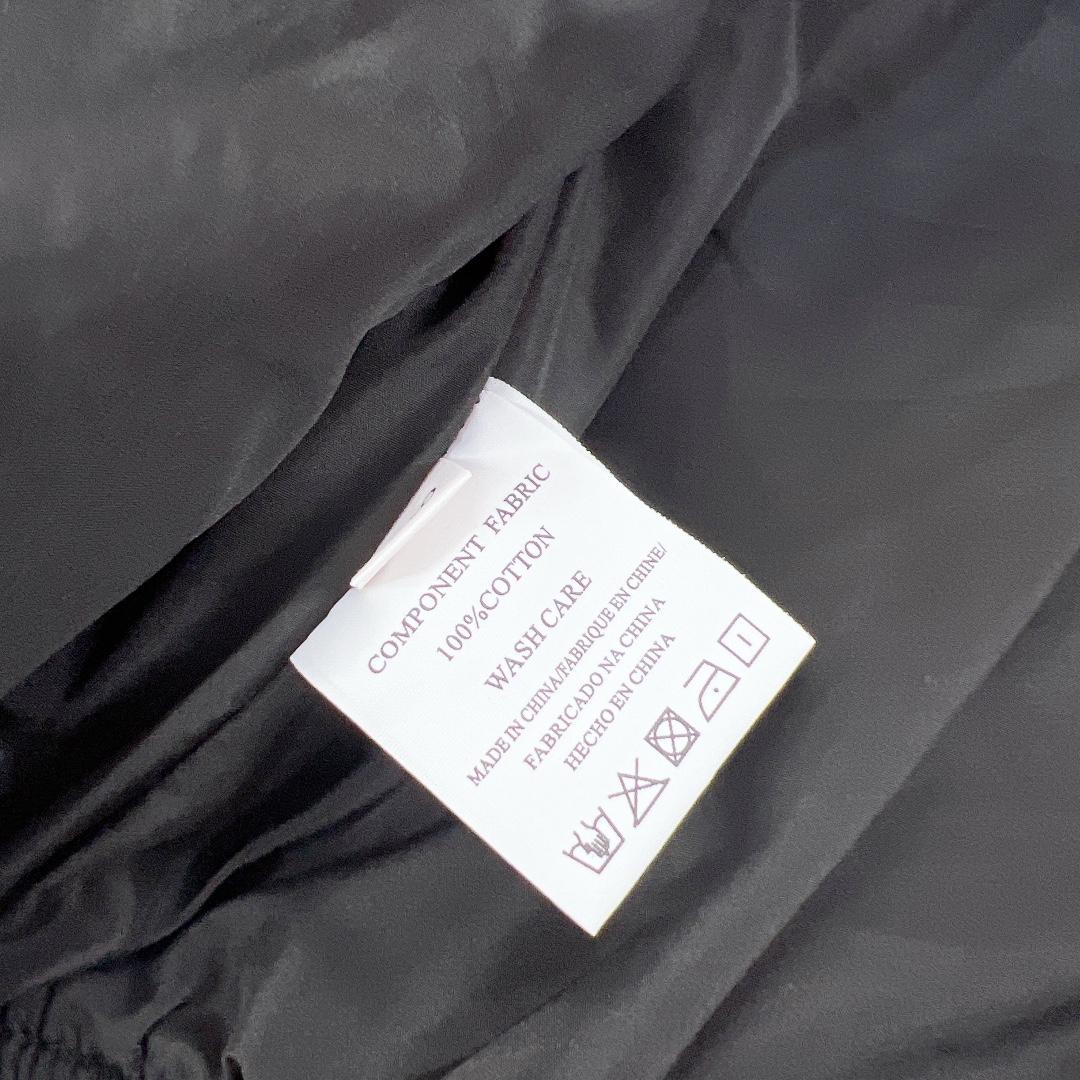 COMPONENT FABRIC
100%COTTON
WASH CARE
MADE IN CHINA/FABRIQUE EN CHINE/
FABRICADO NA CHINA
HECHO EN CHINA